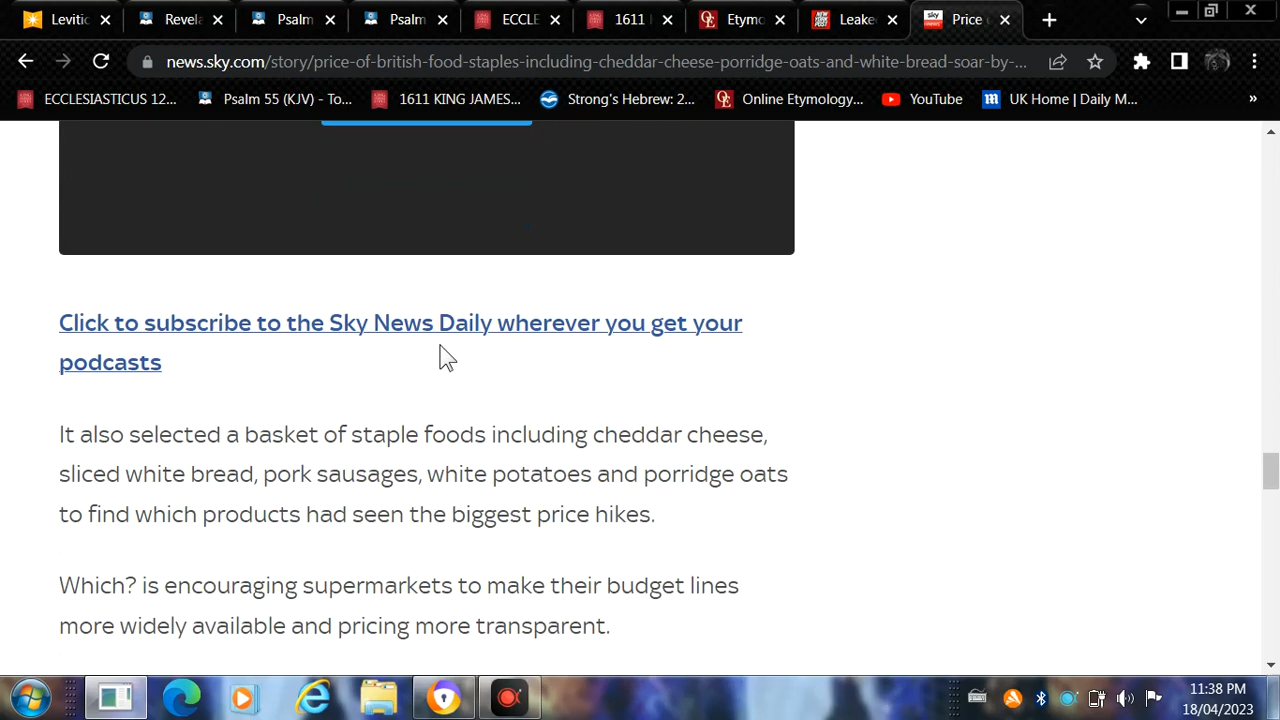 Levitic
Revela
Psalm
Psalm
ECCLE
1611
Etymo
Leake
Price
news.sky.com/story/price-of-british-food-staples-including-cheddar-cheese-porridge-oats-and-white-bread-soar-by-...
ECCLESIASTICUS 12...
Psalm 55 (KJV) - To...
1611 KING JAMES...
Strong's Hebrew: 2...
Online Etymology...
YouTube
UK Home | Daily M...
»
Click to subscribe to the Sky News Daily wherever you get your
podcasts
It also selected a basket of staple foods including cheddar cheese,
sliced white bread, pork sausages, white potatoes and porridge oats
to find which products had seen the biggest price hikes.
Which? is encouraging supermarkets to make their budget lines
more widely available and pricing more transparent.
11:38 PM
18/04/2023